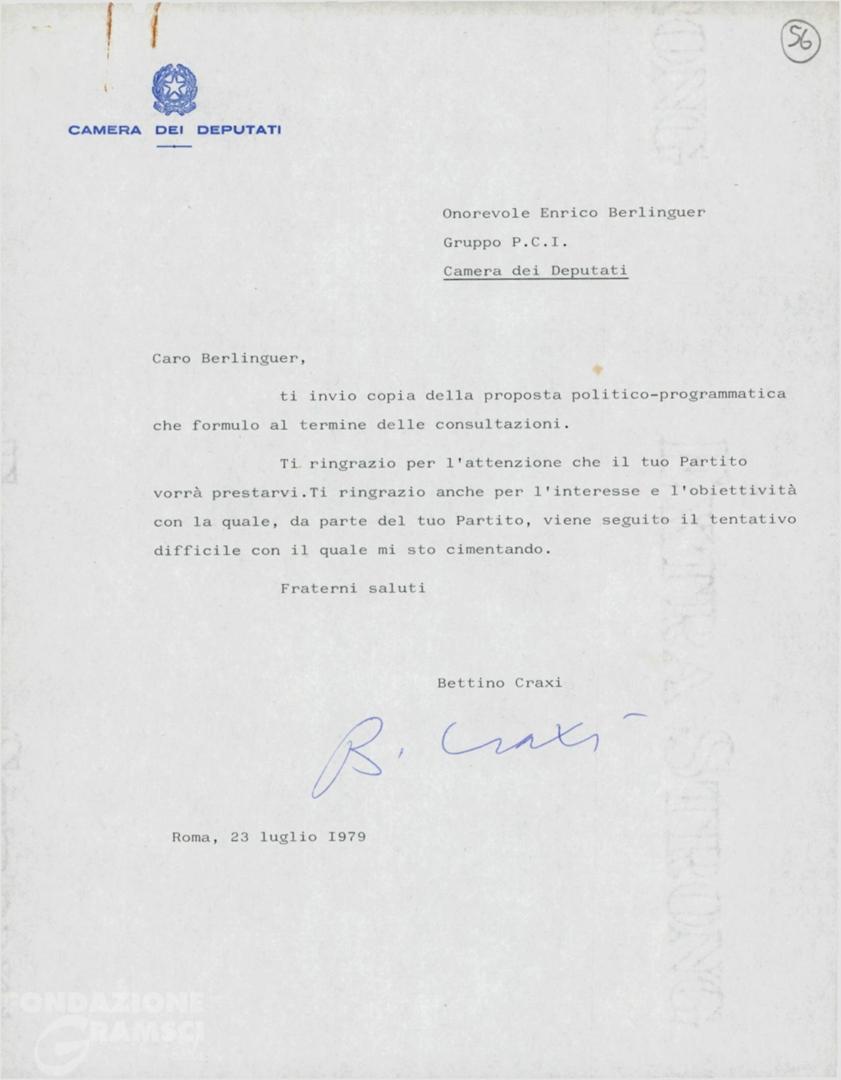 56
CAMERA DEI DEPUTATI
Onorevole Enrico Berlinguer
Gruppo P.C.I.
Camera dei Deputati
Caro Berlinguer,
ti invio copia della proposta politico-programmatica
che formulo al termine delle consultazioni.
Ti ringrazio per l'attenzione che il tuo Partito
vorrà prestarvi.Ti ringrazio anche per l'interesse e l'obiettività
con la quale, da parte del tuo Partito, viene seguito il tentativo
difficile con il quale mi sto cimentando.
Fraterni saluti
Bettino Craxi
B. Craxi
Roma, 23 luglio I979
FONDAZIONE
GRAMSCI
EXTRA STRONG